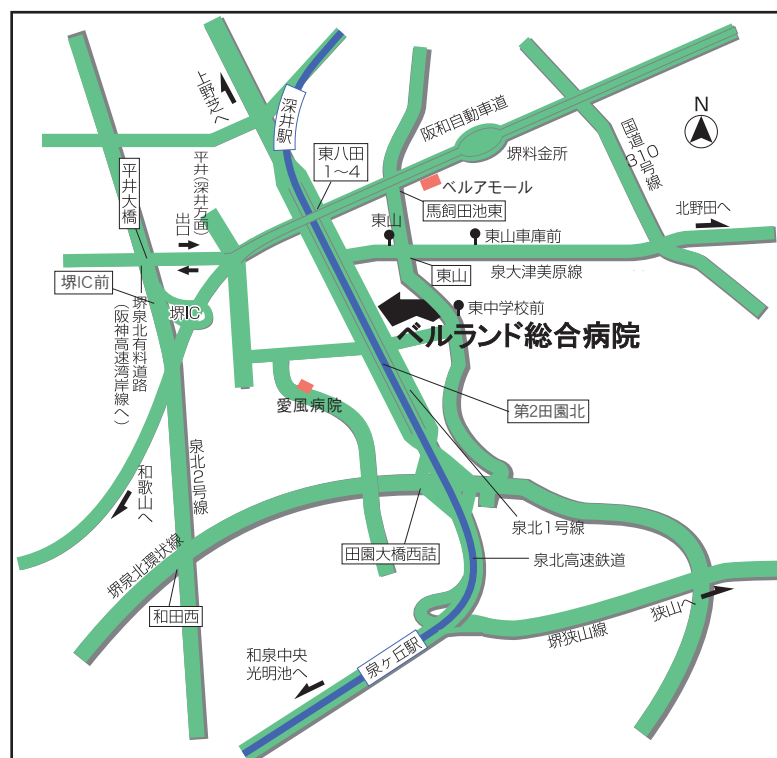 上野芝へ
深井駅
東八田
1〜4
阪和自動車道
堺料金所
国道310号線
N
平井大橋
平井(深井方面)
出口
ベルアモール
馬飼田池東
北野田へ
東山
東山車庫前
東山
泉大津美原線
堺IC前
堺IC
堺泉北有料道路
(阪神高速湾岸線へ)
東中学校前
ベルランド総合病院
愛風病院
第2田園北
泉北2号線
和歌山へ
泉北1号線
田園大橋西詰
泉北高速鉄道
堺泉北環状線
和田西
狭山へ
堺狭山線
和泉中央
光明池へ
泉ヶ丘駅